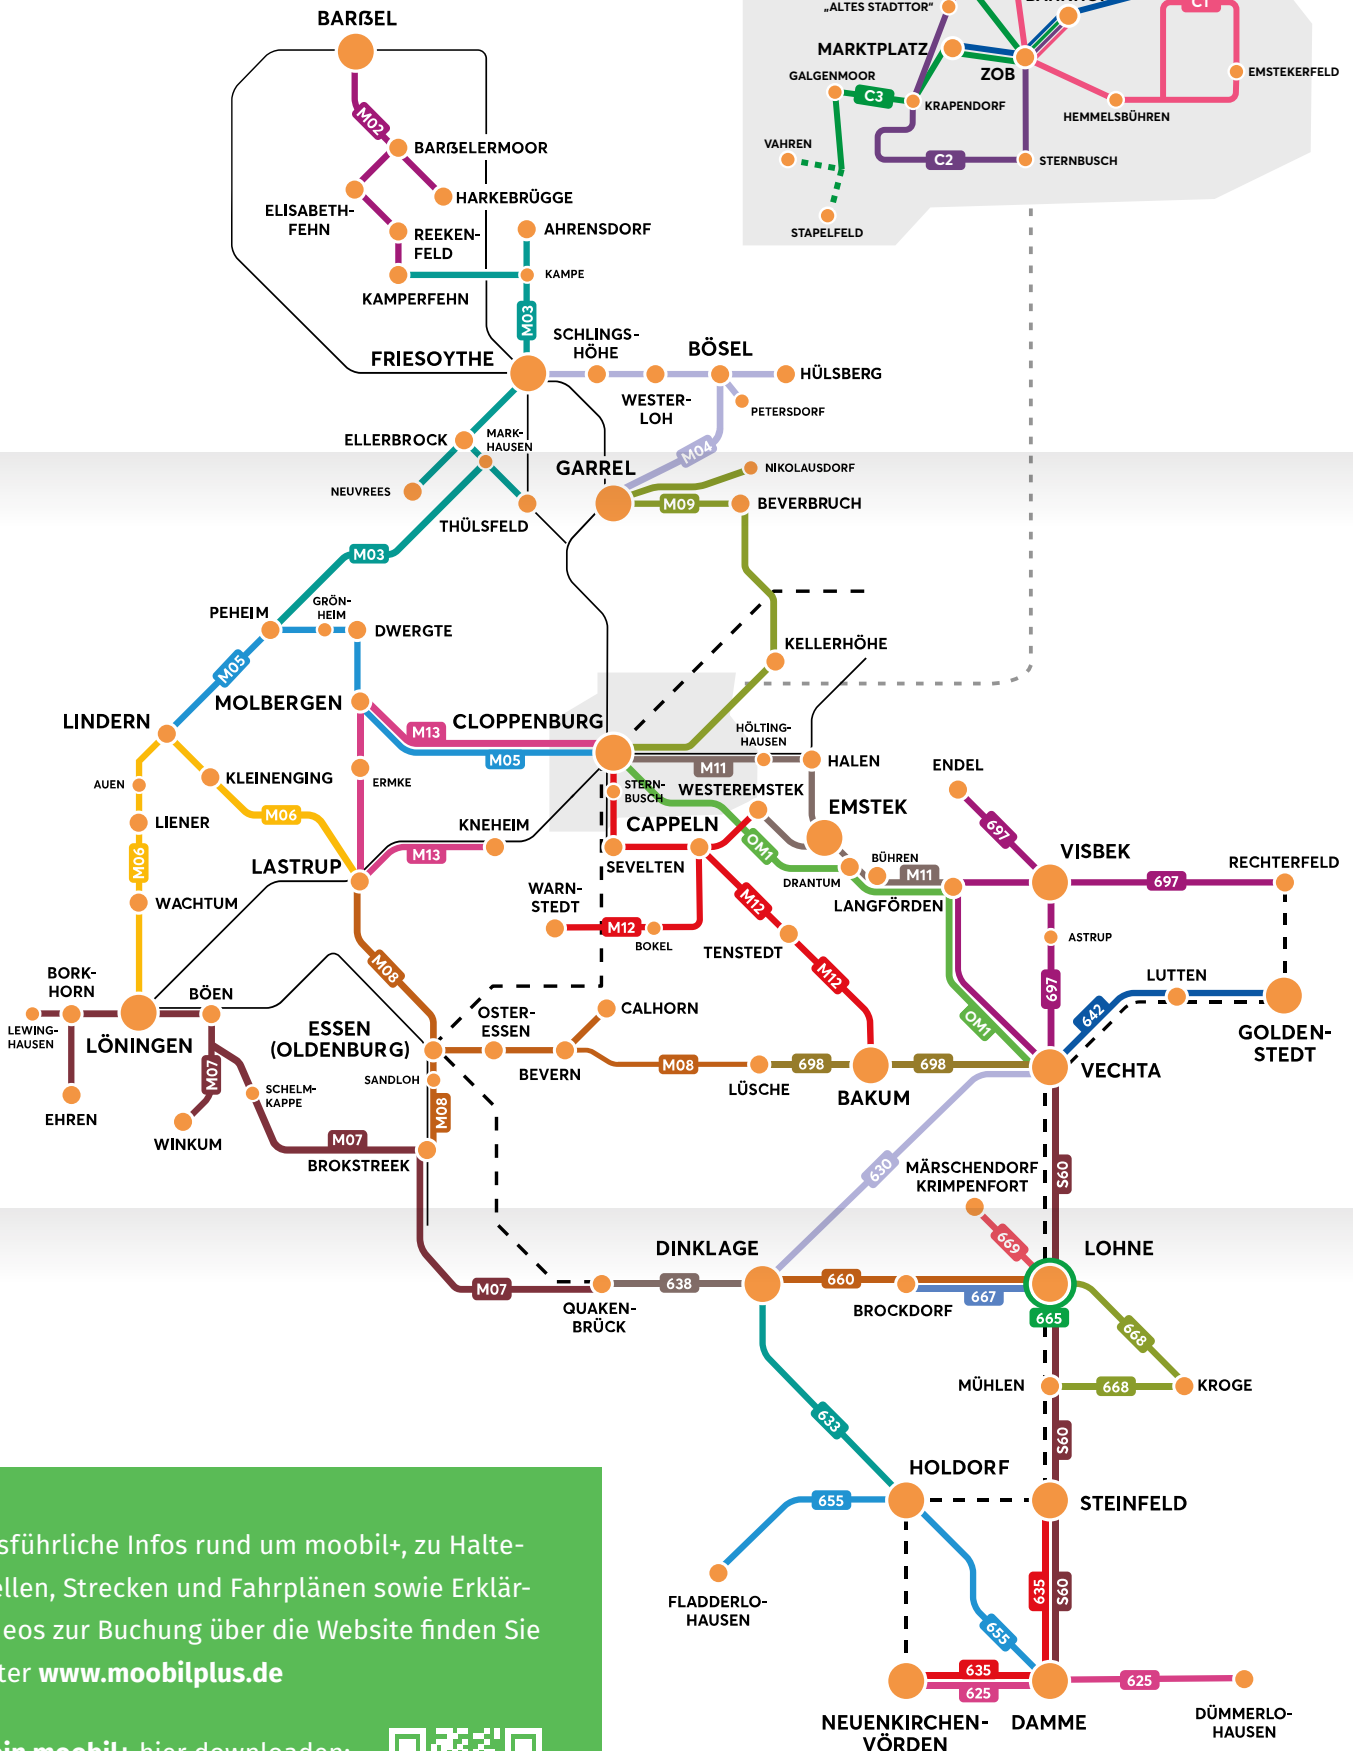 BARßEL
M02
BARßELERMOOR
HARKEBRÜGGE
ELISABETH-
FEHN
REEKEN-
FELD
AHRENSDORF
KAMPE
KAMPERFEHN
M03
„ALTES STADTTOR“
C1
MARKTPLATZ
ZOB
EMSTEKERFELD
GALGENMOOR
C3
KRAPENDORF
HEMMELSBÜHREN
VAHREN
C2
STERNBUSCH
STAPELFELD
FRIESOYTHE
SCHLINGS-
HÖHE
BÖSEL
HÜLSBERG
WESTER-
LOH
PETERSDORF
ELLERBROCK
MARK-
HAUSEN
M04
GARREL
NIKOLAUSDORF
NEUVREES
M09
BEVERBRUCH
THÜLSFELD
M03
PEHEIM
GRÖN-
HEIM
DWERGTE
KELLERHÖHE
M05
MOLBERGEN
LINDERN
M13
CLOPPENBURG
M05
HÖLTING-
HAUSEN
M11
HALEN
ENDEL
AUEN
KLEINENGING
ERMKE
STERN-
BUSCH
WESTEREMSTEK
EMSTEK
LIENER
M06
KNEHEIM
CAPPELN
OM1
697
VISBEK
M06
M13
SEVELTEN
BÜHREN
M11
RECHTERFELD
LASTRUP
DRANTUM
697
WACHTUM
WARN-
STEDT
M12
LANGFÖRDEN
M12
BOKEL
TENSTEDT
ASTRUP
M08
M12
697
LUTTEN
BORK-
HORN
BÖEN
LEWING-
HAUSEN
LÖNINGEN
ESSEN
(OLDENBURG)
OSTER-
ESSEN
CALHORN
OM1
642
GOLDEN-
STEDT
M07
SANDLOH
BEVERN
M08
LÜSCHE
698
BAKUM
698
VECHTA
EHREN
SCHELM-
KAPPE
M08
WINKUM
M07
BROKSTREEK
630
MÄRSCHENDORF
KRIMPENFORT
S60
669
DINKLAGE
LOHNE
M07
638
660
667
665
QUAKEN-
BRÜCK
BROCKDORF
668
MÜHLEN
668
KROGE
633
S60
HOLDORF
655
STEINFELD
FLADDERLO-
HAUSEN
635
S60
655
635
625
625
NEUENKIRCHEN-
VÖRDEN
DAMME
DÜMMERLO-
HAUSEN
sführliche Infos rund um moobil+, zu Halte-
ellen, Strecken und Fahrplänen sowie Erklär-
eos zur Buchung über die Website finden Sie
ter www.moobilplus.de
hier downloaden: